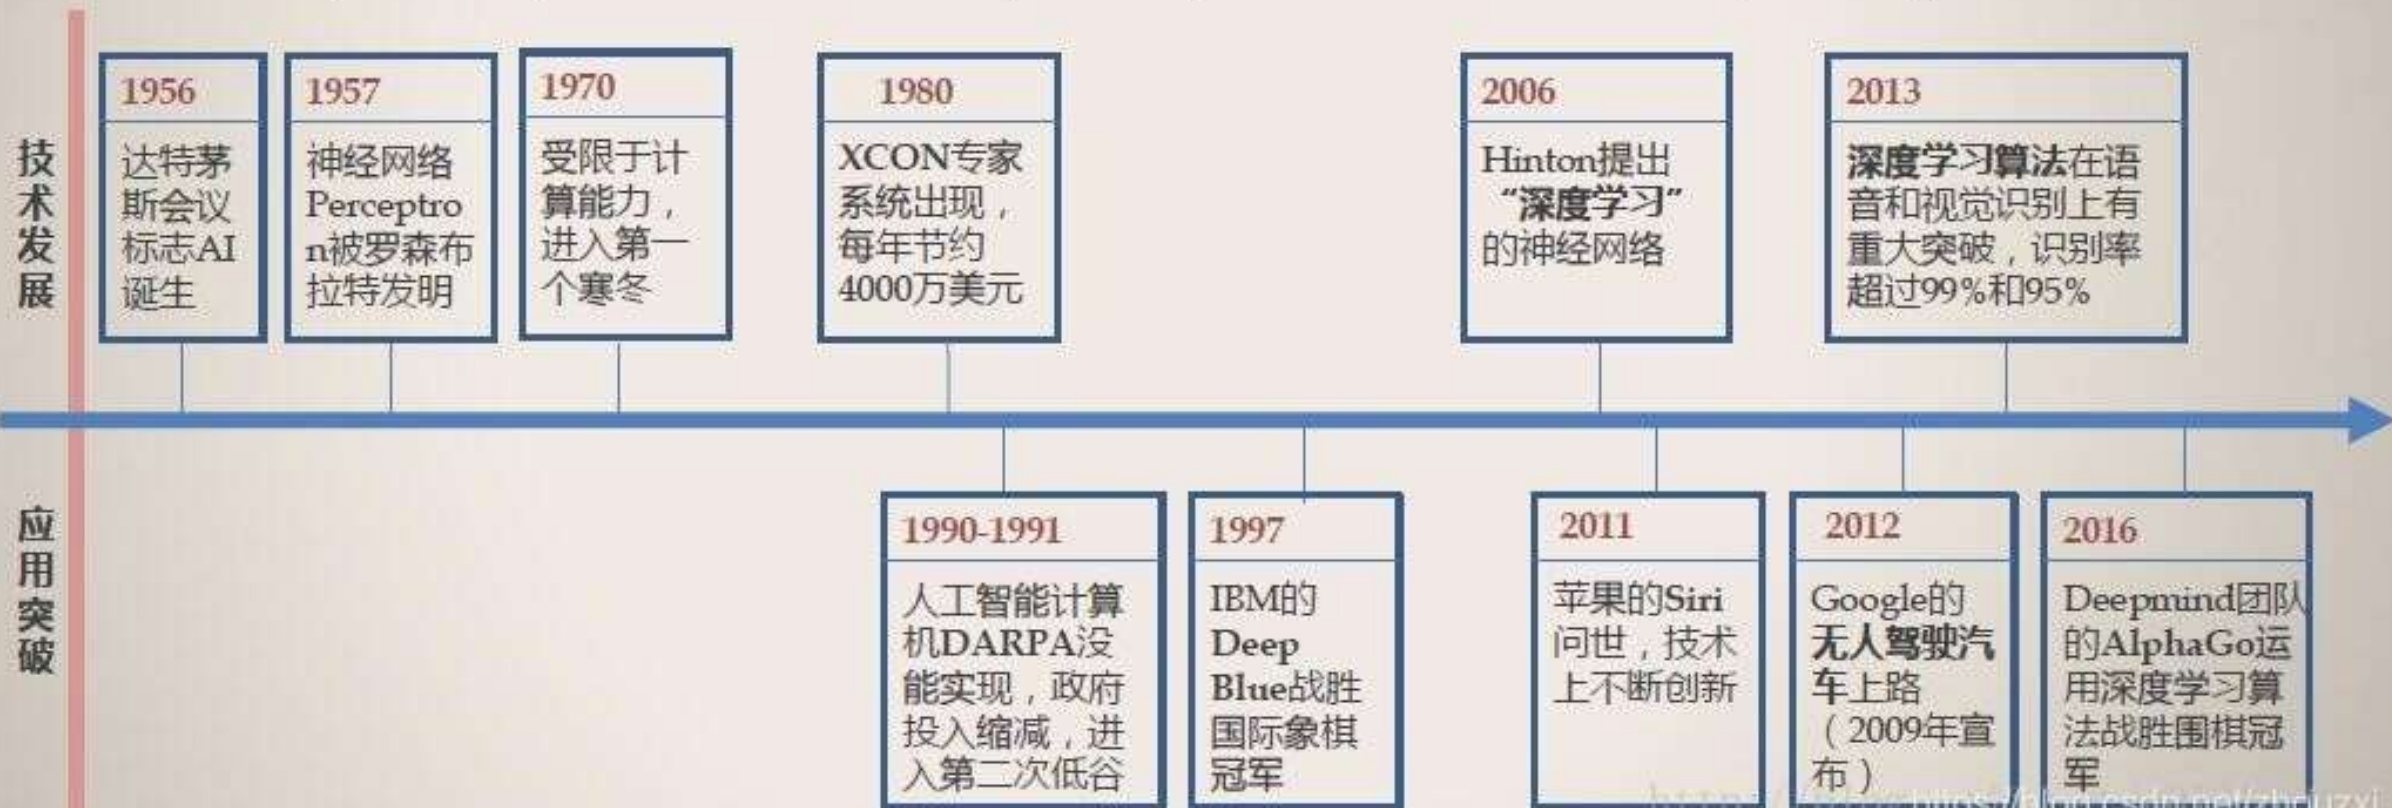 技术发展
1956
达特茅
斯会议
标志AI
诞生
1957
神经网络
Perceptro
n被罗森布
拉特发明
1970
受限于计
算能力，
进入第一
个寒冬
1980
XCON专家
系统出现，
每年节约
4000万美元
2006
Hinton提出
“深度学习”
的神经网络
2013
深度学习算法在语
音和视觉识别上有
重大突破，识别率
超过99%和95%
应用突破
1990-1991
人工智能计算
机DARPA没
能实现，政府
投入缩减，进
入第二次低谷
1997
IBM的
Deep
Blue战胜
国际象棋
冠军
2011
苹果的Siri
问世，技术
上不断创新
2012
Google的
无人驾驶汽
车上路
（2009年宣
布）
2016
Deepmind团队
的AlphaGo运
用深度学习算
法战胜围棋冠
军